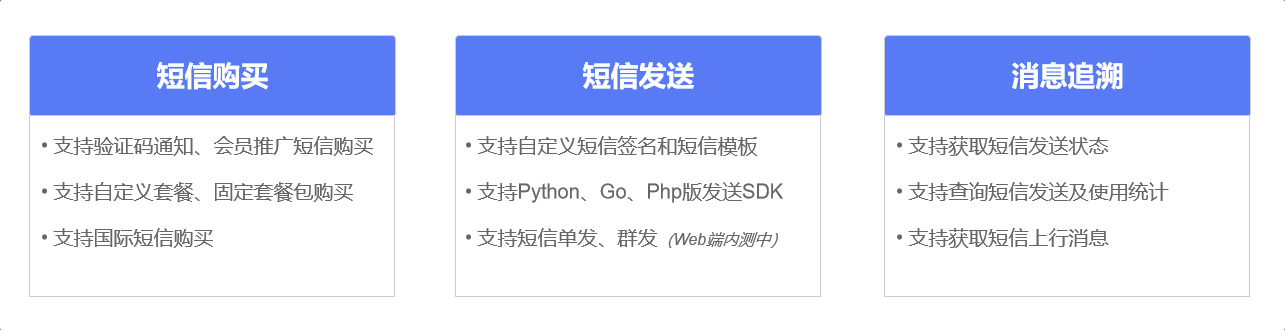 短信购买
• 支持验证码通知、会员推广短信购买
• 支持自定义套餐、固定套餐包购买
• 支持国际短信购买
短信发送
• 支持自定义短信签名和短信模板
• 支持Python、Go、Php版发送SDK
• 支持短信单发、群发（Web端内测中）
消息追溯
• 支持获取短信发送状态
• 支持查询短信发送及使用统计
• 支持获取短信上行消息